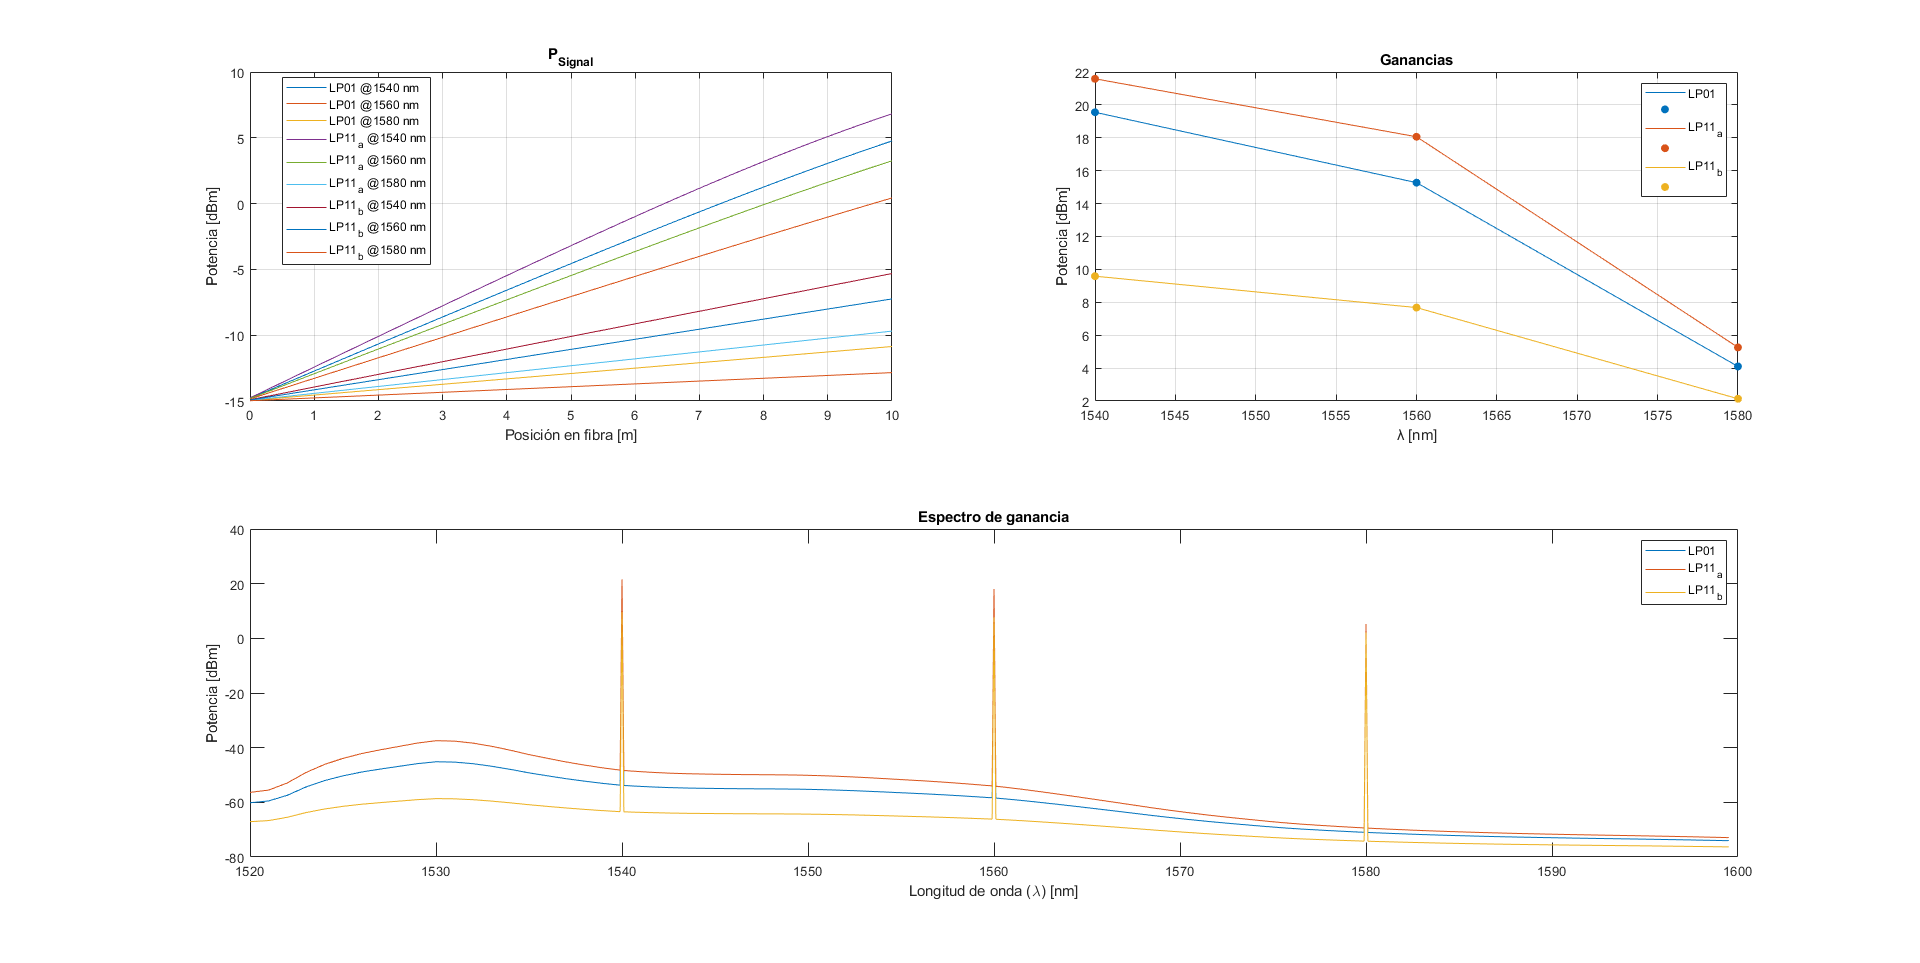 P_Signal
10
5
0
-5
-10
-15
Potencia [dBm]
LP01 @1540 nm
LP01 @1560 nm
LP01 @1580 nm
LP11_a @1540 nm
LP11_a @1560 nm
LP11_a @1580 nm
LP11_b @1540 nm
LP11_b @1560 nm
LP11_b @1580 nm
0 1 2 3 4 5 6 7 8 9 10
Posición en fibra [m]
Ganancias
22
20
18
16
14
12
10
8
6
4
2
Potencia [dBm]
LP01
LP11_a
LP11_b
1540 1545 1550 1555 1560 1565 1570 1575 1580
λ [nm]
Espectro de ganancia
40
20
0
-20
-40
-60
-80
Potencia [dBm]
LP01
LP11_a
LP11_b
1520 1530 1540 1550 1560 1570 1580 1590 1600
Longitud de onda (λ) [nm]